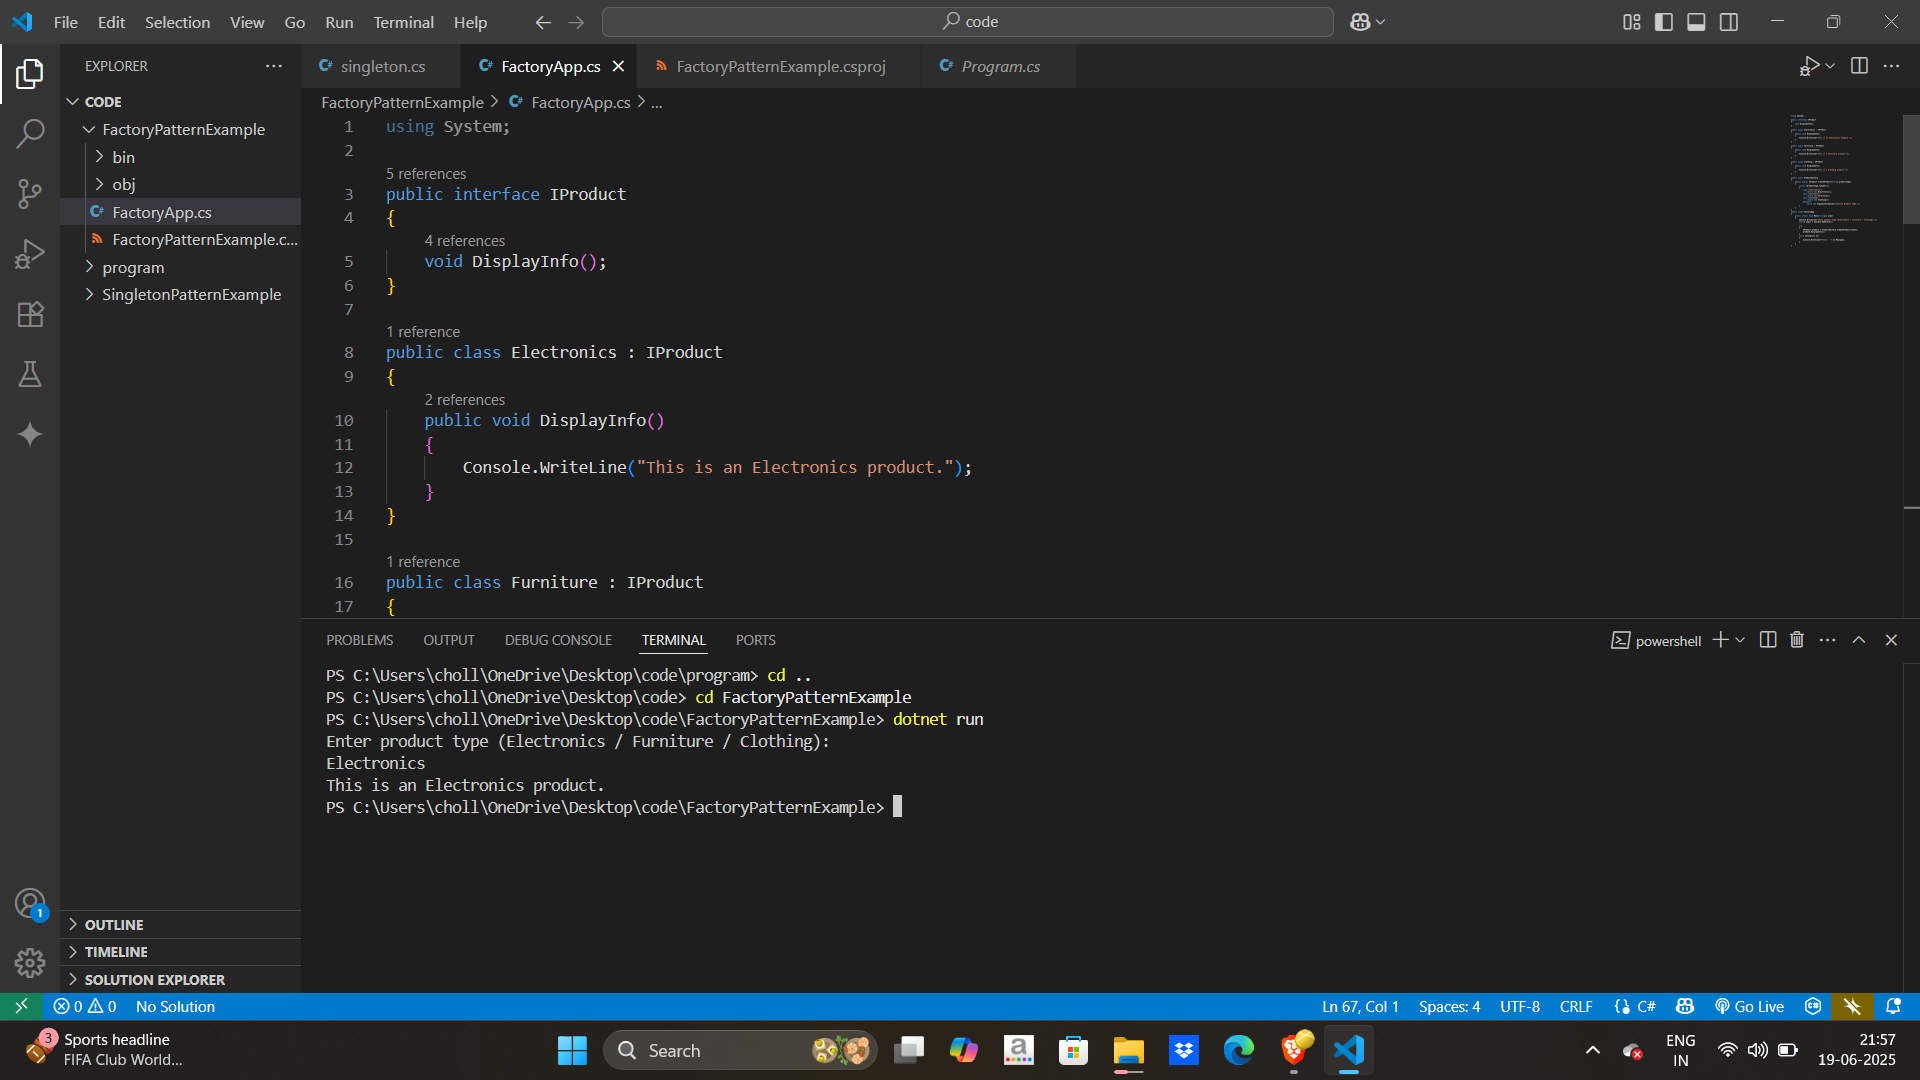 File Edit Selection View Go Run Terminal Help
code
EXPLORER
CODE
FactoryPatternExample
bin
obj
FactoryApp.cs
FactoryPatternExample.c...
program
SingletonPatternExample
OUTLINE
TIMELINE
SOLUTION EXPLORER
singleton.cs FactoryApp.cs FactoryPatternExample.csproj Program.cs
FactoryPatternExample > FactoryApp.cs > ...
1 using System;
2
5 references
3 public interface IProduct
4 {
4 references
5 void DisplayInfo();
6 }
7
1 reference
8 public class Electronics : IProduct
9 {
2 references
10 public void DisplayInfo()
11 {
12 Console.WriteLine("This is an Electronics product.");
13 }
14 }
15
1 reference
16 public class Furniture : IProduct
17 {
PROBLEMS OUTPUT DEBUG CONSOLE TERMINAL PORTS
powershell
PS C:\Users\choll\OneDrive\Desktop\code\program> cd ..
PS C:\Users\choll\OneDrive\Desktop\code> cd FactoryPatternExample
PS C:\Users\choll\OneDrive\Desktop\code\FactoryPatternExample> dotnet run
Enter product type (Electronics / Furniture / Clothing):
Electronics
This is an Electronics product.
PS C:\Users\choll\OneDrive\Desktop\code\FactoryPatternExample>
1
0 0 No Solution
Ln 67, Col 1 Spaces: 4 UTF-8 CRLF {} C# Go Live
3
Sports headline
FIFA Club World...
Search
a
ENG
IN
21:57
19-06-2025